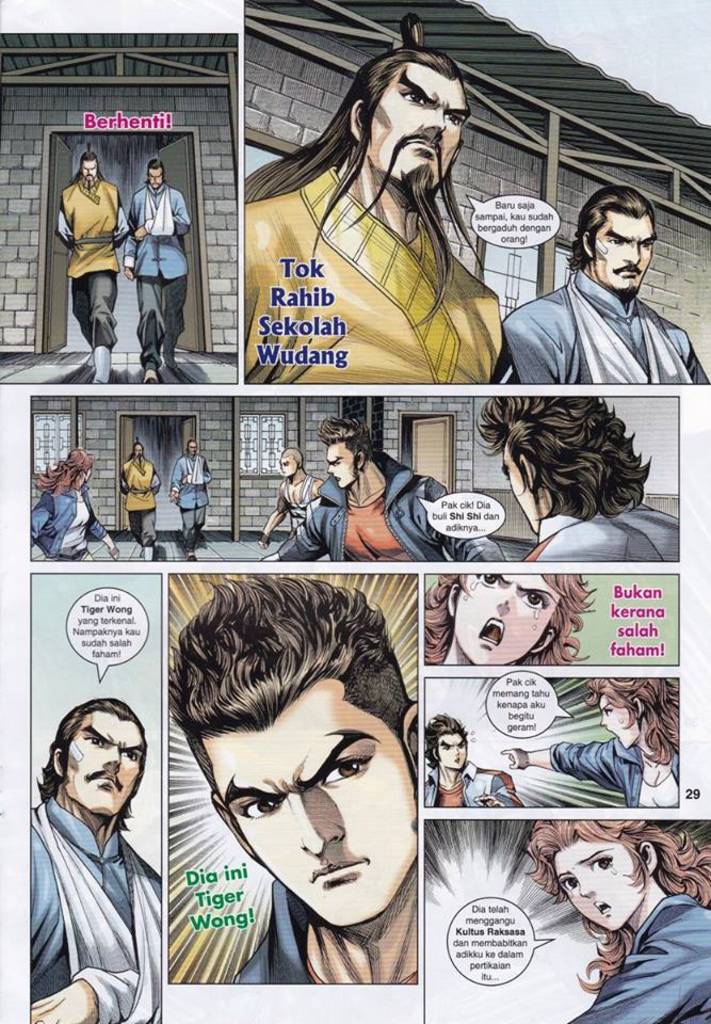 Berhenti!
Baru saja
sampai, kau sudah
bergaduh dengan
orang!
Tok
Rahib
Sekolah
Wudang
Pak cik! Dia
buli Shi Shi dan
adiknya...
Dia ini
Tiger Wong
yang terkenal.
Nampaknya kau
sudah salah
faham!
Dia ini
Tiger
Wong!
Bukan
kerana
salah
faham!
Pak cik
memang tahu
kenapa aku
begitu
geram!
29
Dia telah
menggangu
Kultus Raksasa
dan membabitkan
adikku ke dalam
pertikaian
itu...